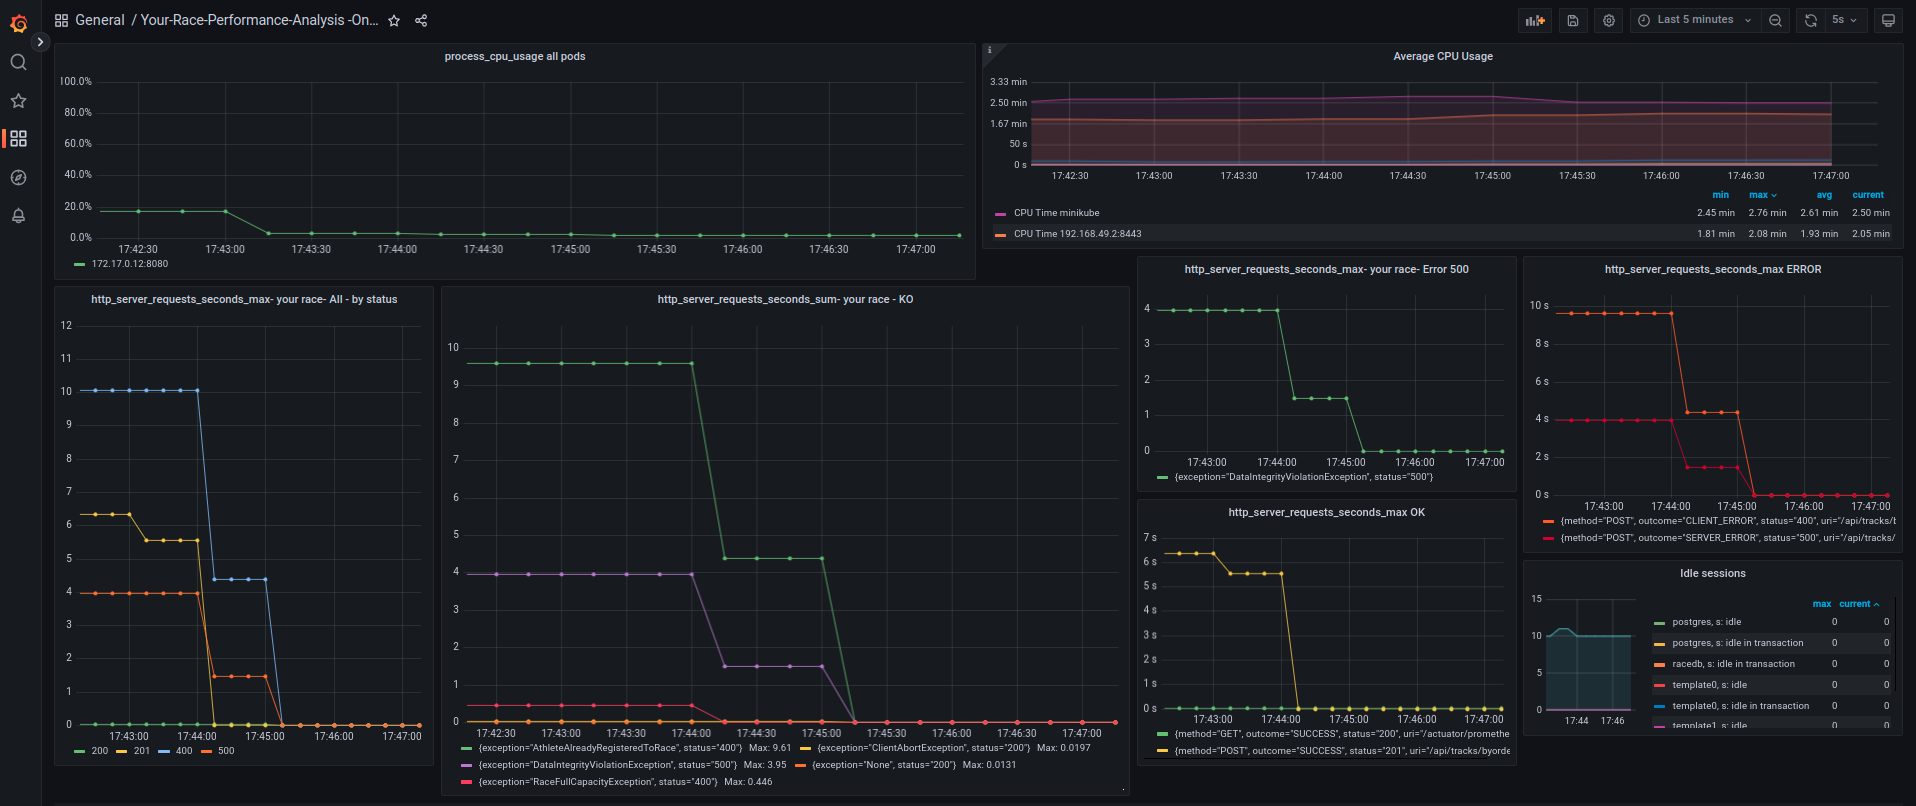 General / Your-Race-Performance-Analysis -On...
Last 5 minutes
5s
process_cpu_usage all pods
100.0%
80.0%
60.0%
40.0%
20.0%
0.0%
17:42:30 17:43:00 17:43:30 17:44:00 17:44:30 17:45:00 17:45:30 17:46:00 17:46:30 17:47:00
172.17.0.12:8080
i
Average CPU Usage
3.33 min
2.50 min
1.67 min
50 s
0 s
17:42:30 17:43:00 17:43:30 17:44:00 17:44:30 17:45:00 17:45:30 17:46:00 17:46:30 17:47:00
min max avg current
CPU Time minikube 2.45 min 2.76 min 2.61 min 2.50 min
CPU Time 192.168.49.2:8443 1.81 min 2.08 min 1.93 min 2.05 min
http_server_requests_seconds_max- your race- All - by status
12
11
10
9
8
7
6
5
4
3
2
1
0
17:43:00 17:44:00 17:45:00 17:46:00 17:47:00
200 201 400 500
http_server_requests_seconds_sum- your race - KO
10
9
8
7
6
5
4
3
2
1
0
17:42:30 17:43:00 17:43:30 17:44:00 17:44:30 17:45:00 17:45:30 17:46:00 17:46:30 17:47:00
{exception="AthleteAlreadyRegisteredToRace", status="400"} Max: 9.61 {exception="ClientAbortException", status="200"} Max: 0.0197
{exception="DataIntegrityViolationException", status="500"} Max: 3.95 {exception="None", status="200"} Max: 0.0131
{exception="RaceFullCapacityException", status="400"} Max: 0.446
http_server_requests_seconds_max- your race- Error 500
4
3
2
1
0
17:43:00 17:44:00 17:45:00 17:46:00 17:47:00
{exception="DataIntegrityViolationException", status="500"}
http_server_requests_seconds_max OK
7 s
6 s
5 s
4 s
3 s
2 s
1 s
0 s
17:43:00 17:44:00 17:45:00 17:46:00 17:47:00
{method="GET", outcome="SUCCESS", status="200", uri="/actuator/promethe
{method="POST", outcome="SUCCESS", status="201", uri="/api/tracks/byorde
http_server_requests_seconds_max ERROR
10 s
8 s
6 s
4 s
2 s
0 s
17:43:00 17:44:00 17:45:00 17:46:00 17:47:00
{method="POST", outcome="CLIENT_ERROR", status="400", uri="/api/tracks/b
{method="POST", outcome="SERVER_ERROR", status="500", uri="/api/tracks/
Idle sessions
15
10
5
0
17:44 17:46
max current
postgres, s: idle 0 0
postgres, s: idle in transaction 0 0
racedb, s: idle in transaction 0 0
template0, s: idle 0 0
template0, s: idle in transaction 0 0
template1, s: idle 0 0